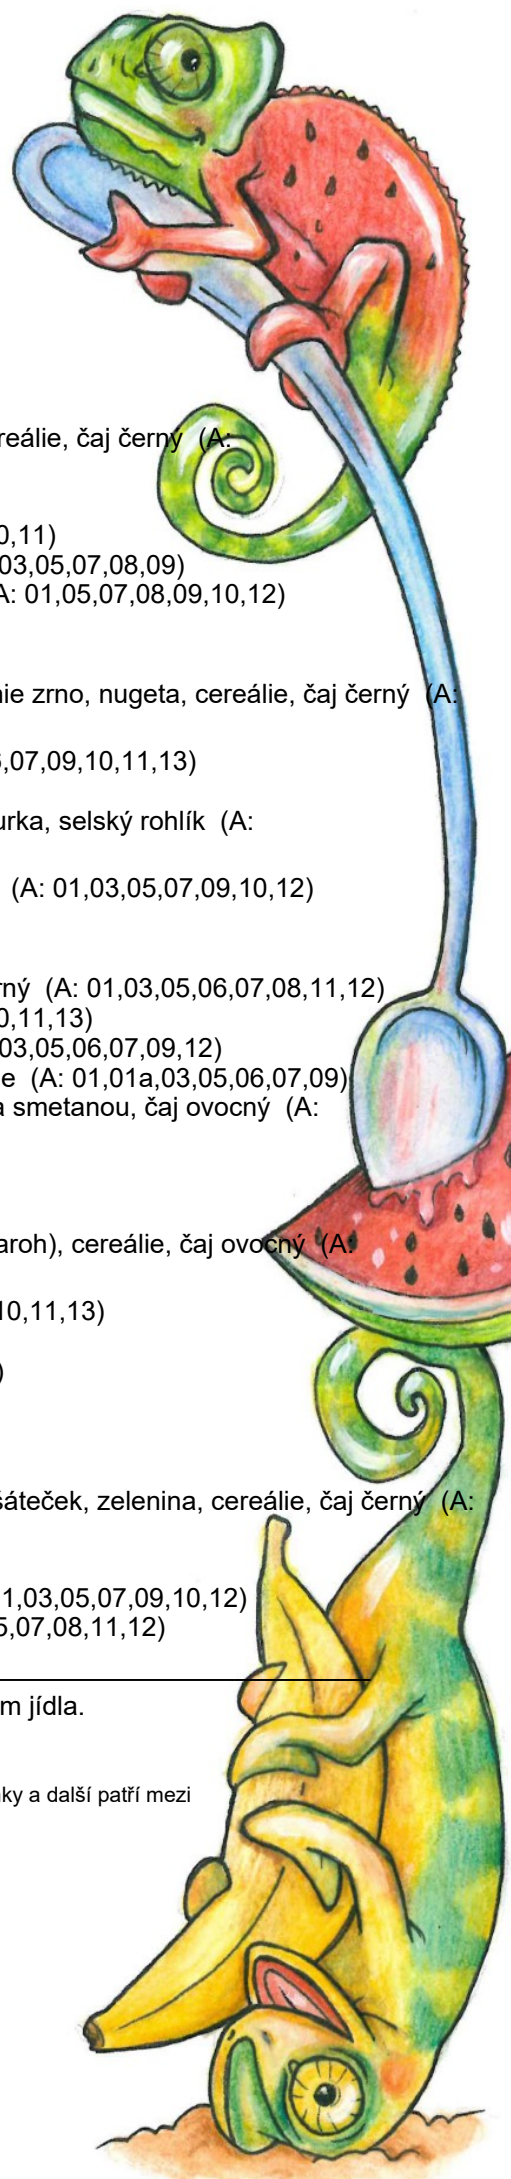 reálie, čaj černý (A:
0,11)
03,05,07,08,09)
A: 01,05,07,08,09,10,12)
nie zrno, nugeta, cereálie, čaj černý (A:
6,07,09,10,11,13)
urka, selský rohlík (A:
(A: 01,03,05,07,09,10,12)
rný (A: 01,03,05,06,07,08,11,12)
0,11,13)
03,05,06,07,09,12)
e (A: 01,01a,03,05,06,07,09)
a smetanou, čaj ovocný (A:
aroh), cereálie, čaj ovocný (A:
10,11,13)
)
šáteček, zelenina, cereálie, čaj černý (A:
1,03,05,07,09,10,12)
5,07,08,11,12)
m jídla.
ky a další patří mezi